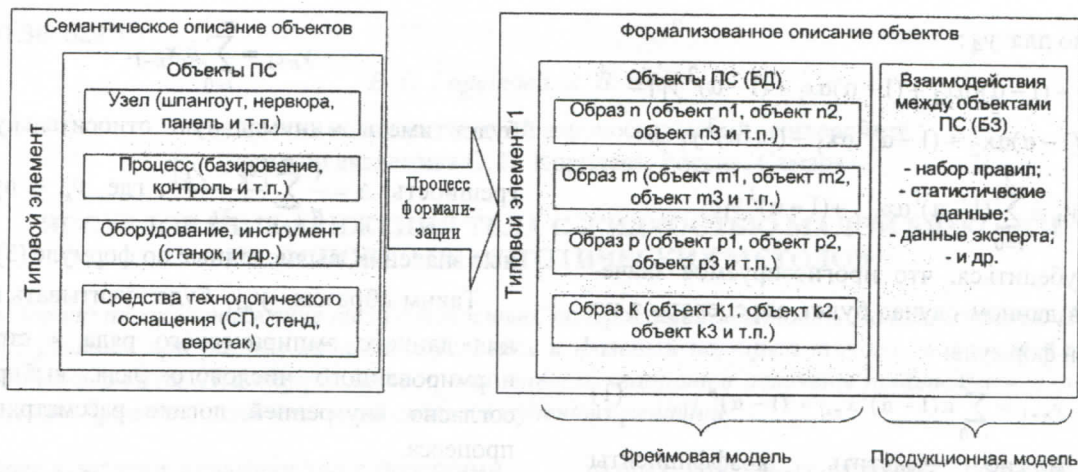 Семантическое описание объектов
Типовой элемент
Объекты ПС
Узел (шпангоут, нервюра,
панель и т.п.)
Процесс (базирование,
контроль и т.п.)
Оборудование, инструмент
(станок, и др.)
Средства технологического
оснащения (СП, стенд,
верстак)
Процесс
формали-
зации
Формализованное описание объектов
Типовой элемент1
Объекты ПС (БД)
Образ n (объект n1, объект n2,
объект n3 и т.п.)
Образ m (объект m1, объект m2,
объект m3 и т.п.)
Образ p (объект p1, объект p2,
объект p3 и т.п.)
Образ k (объект k1, объект k2,
объект k3 и т.п.)
Взаимодействия
между объектами
ПС (БЗ)
- набор правил;
- статистические
данные;
- данные эксперта;
- и др.
Фреймовая модель
Продукционная модель